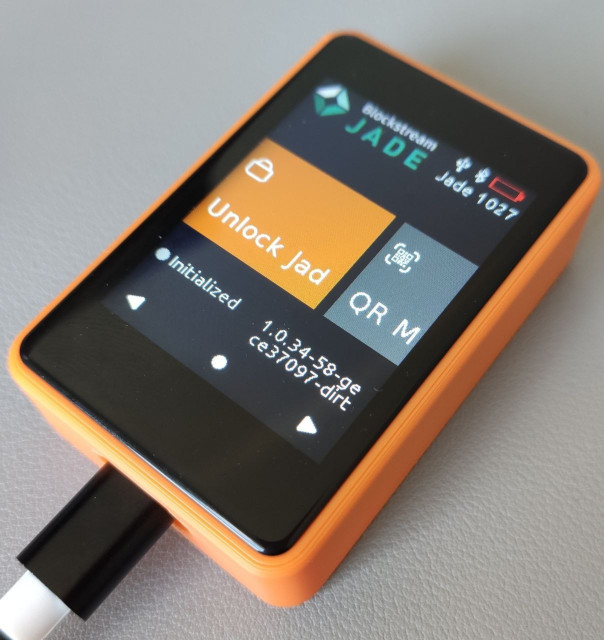 Blockstream
JADE
Jade 1027
Unlock Jad
QR M
Initialized
1.0.34-58-ge
ce37097-dirt